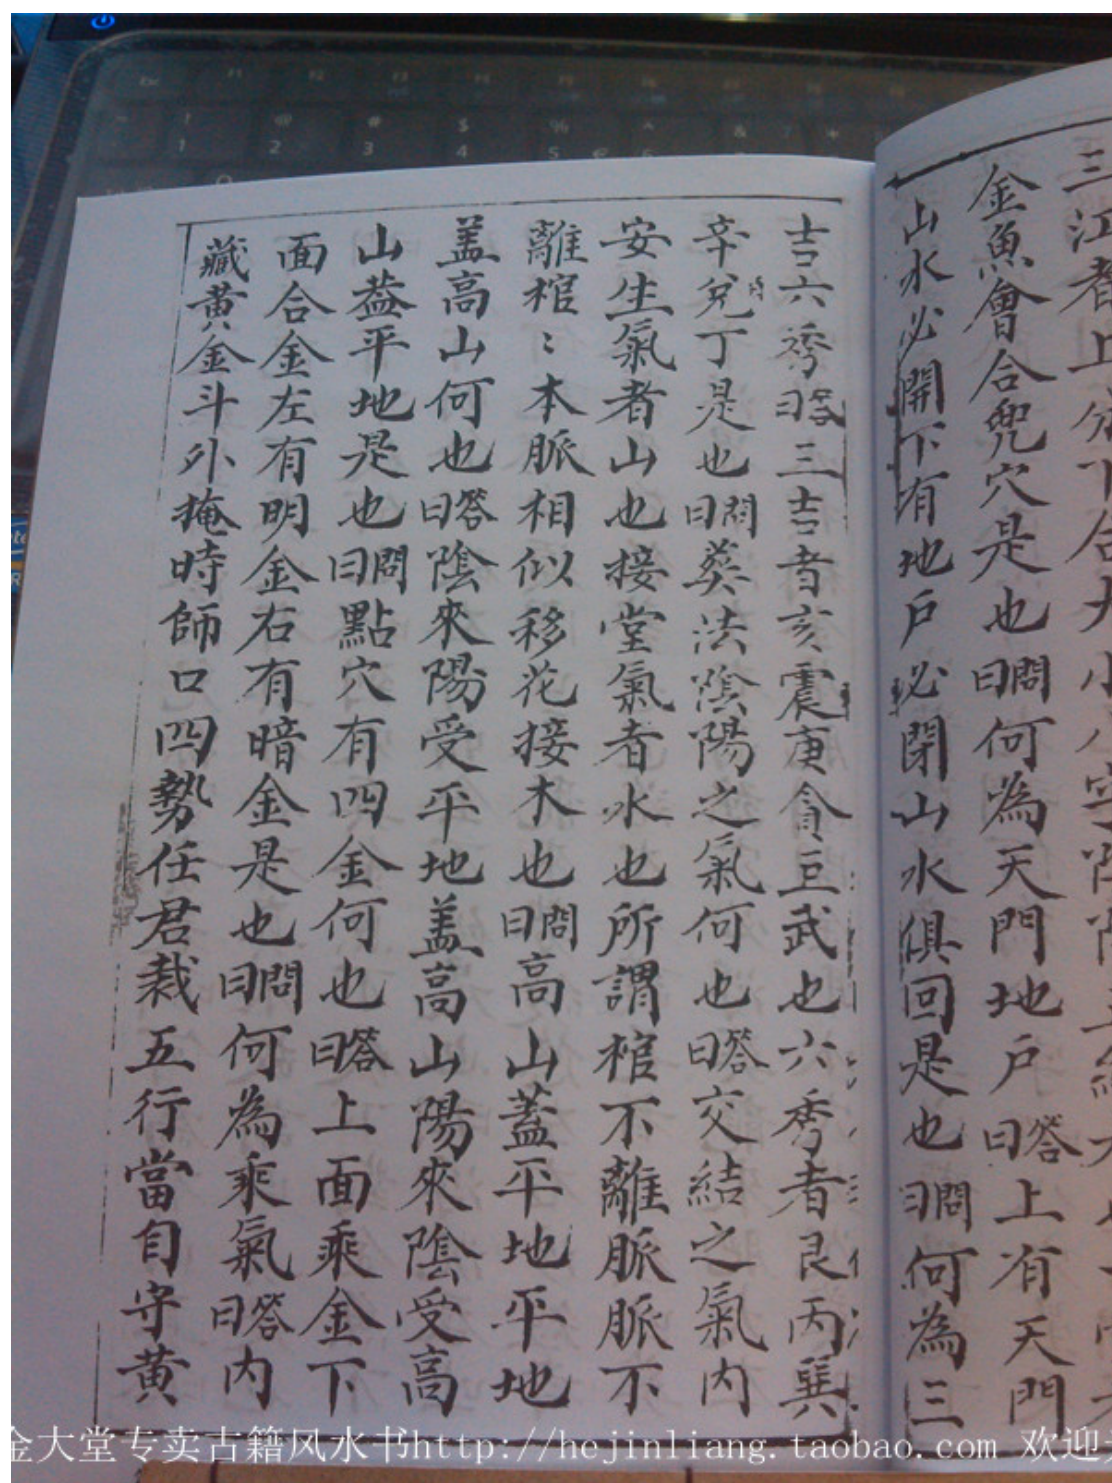 金魚會合兜穴是也問曰何為天門地戶答曰上有天門
山水必開下有地戶必閉山水俱回是也問曰何為三
吉六秀答曰三吉者亥震庚貪巨武也六秀者艮丙巽
辛兌丁是也問曰葬法陰陽之氣何也答曰交結之氣內
安生氣者山也接堂氣者水也所謂棺不離脈脈不
離棺〻本脈相似移花接木也問曰高山蓋平地平地
盖高山何也答曰陰來陽受平地盖高山陽來陰受高
山葢平地是也問曰點穴有四金何也答曰上面乘金下
面合金左有明金右有暗金是也問曰何為乘氣答曰內
藏黃金斗外掩時師口四勢任君裁五行當自守黃
金大堂专卖古籍风水书http://hejinliang.taobao.com 欢迎